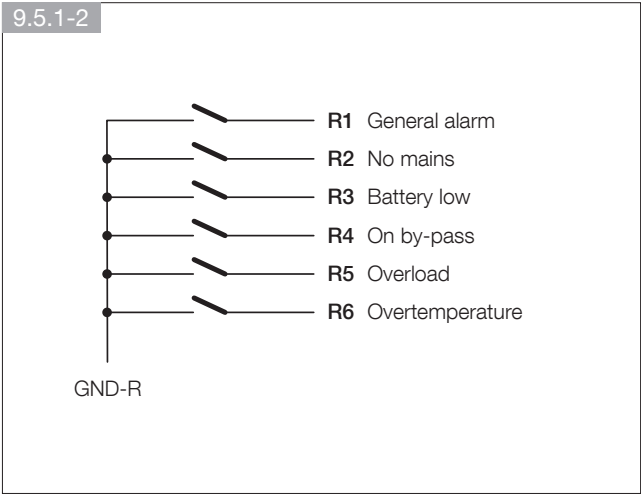 9.5.1-2
R1 General alarm
R2 No mains
R3 Battery low
R4 On by-pass
R5 Overload
R6 Overtemperature
GND-R